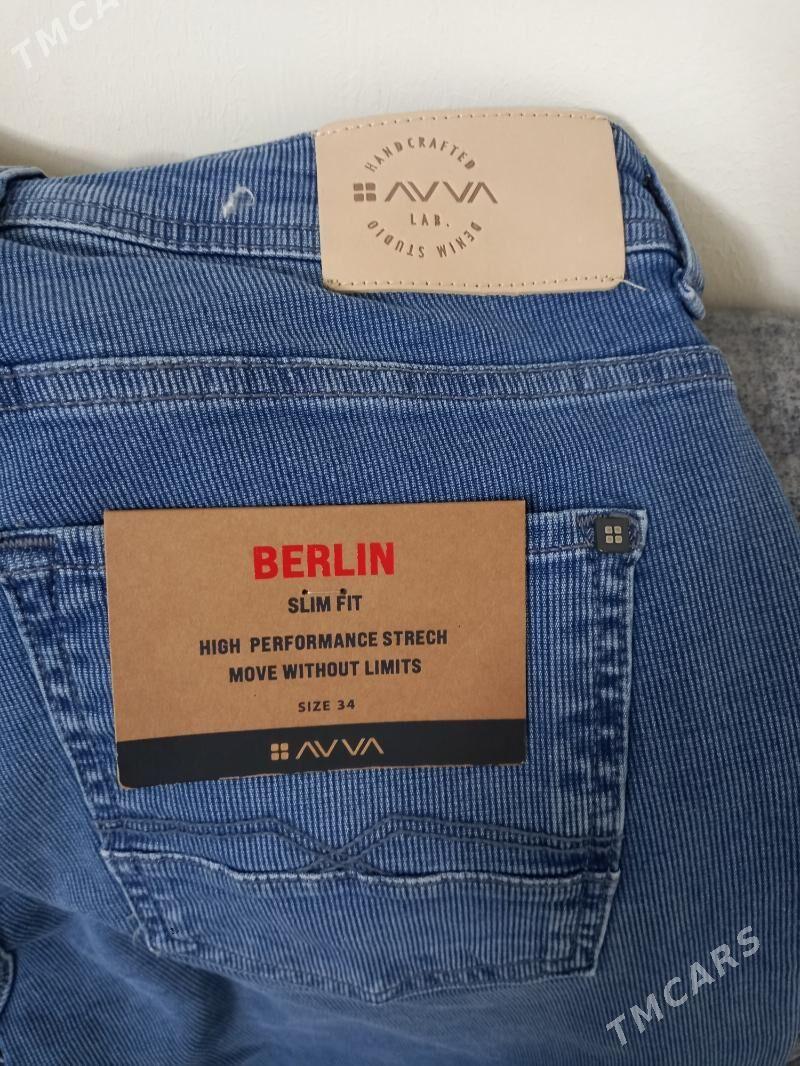 TMCARS
HANDCRAFTED
AVVA
LAB.
DENIM STUDIO
BERLIN
SLIM FIT
HIGH PERFORMANCE STRECH
MOVE WITHOUT LIMITS
SIZE 34
AVVA
TMCARS